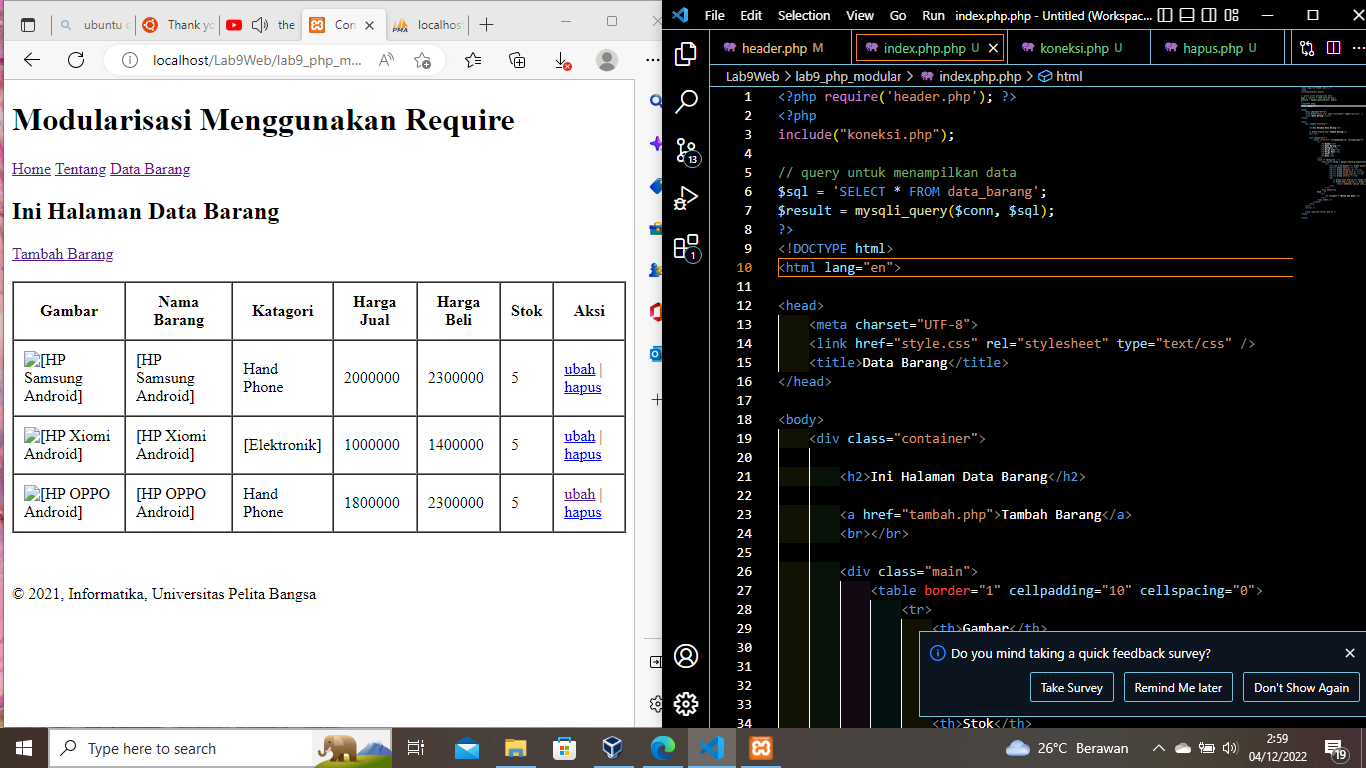 ubuntu c
Thank yo
the
Con
localhos
localhost/Lab9Web/lab9_php_m...
Modularisasi Menggunakan Require
Home Tentang Data Barang
Ini Halaman Data Barang
Tambah Barang
Gambar Nama Barang Katagori Harga Jual Harga Beli Stok Aksi
[HP Samsung Android] [HP Samsung Android] Hand Phone 2000000 2300000 5 ubah | hapus
[HP Xiomi Android] [HP Xiomi Android] [Elektronik] 1000000 1400000 5 ubah | hapus
[HP OPPO Android] [HP OPPO Android] Hand Phone 1800000 2300000 5 ubah | hapus
© 2021, Informatika, Universitas Pelita Bangsa
File Edit Selection View Go Run index.php.php - Untitled (Workspac...
header.php M index.php.php U koneksi.php U hapus.php U
Lab9Web > lab9_php_modular > index.php.php > html
13
1
1 <?php require('header.php'); ?>
2 <?php
3 include("koneksi.php");
4
5 // query untuk menampilkan data
6 $sql = 'SELECT * FROM data_barang';
7 $result = mysqli_query($conn, $sql);
8 ?>
9 <!DOCTYPE html>
10 <html lang="en">
11
12 <head>
13 <meta charset="UTF-8">
14 <link href="style.css" rel="stylesheet" type="text/css" />
15 <title>Data Barang</title>
16 </head>
17
18 <body>
19 <div class="container">
20
21 <h2>Ini Halaman Data Barang</h2>
22
23 <a href="tambah.php">Tambah Barang</a>
24 <br></br>
25
26 <div class="main">
27 <table border="1" cellpadding="10" cellspacing="0">
28 <tr>
29 <th>Gambar</th>
30
31
32
33
34 <th>Stok</th>
Do you mind taking a quick feedback survey?
Take Survey Remind Me later Don't Show Again
Type here to search
26°C Berawan
2:59
04/12/2022
19